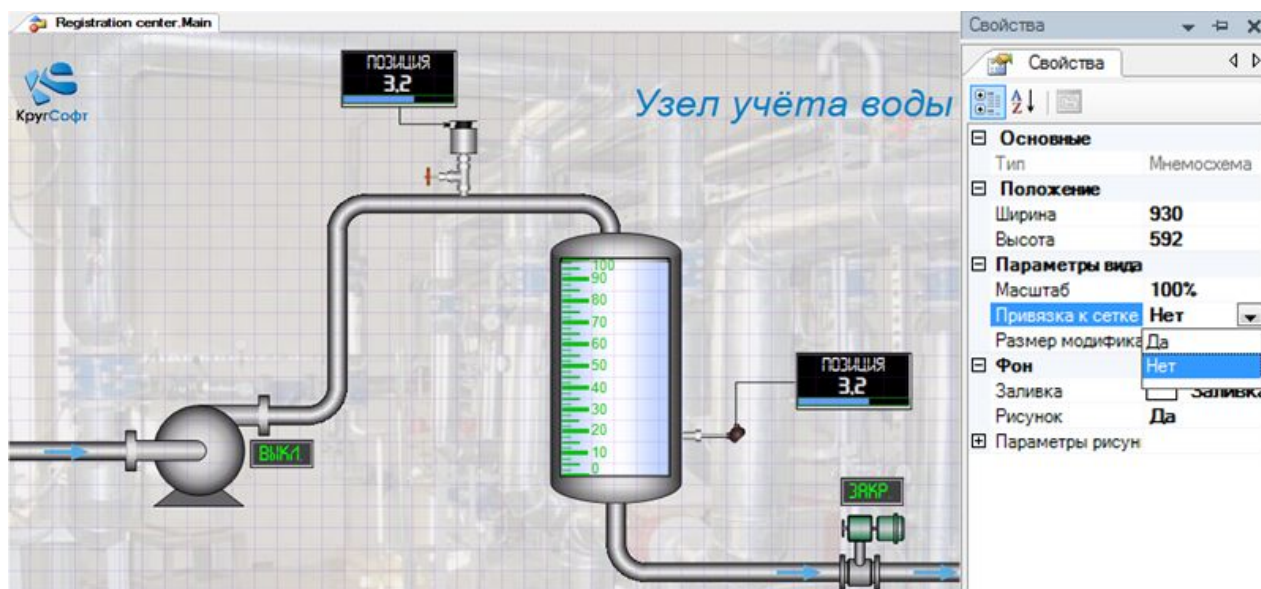 Registration center.Main
КругСофт
ПОЗИЦИЯ
3,2
Узел учёта воды
100
90
80
70
60
50
40
30
20
10
0
ВЫКЛ.
ПОЗИЦИЯ
3,2
ЗАКР.
Свойства
Свойства
Основные
Тип Мнемосхема
Положение
Ширина 930
Высота 592
Параметры вида
Масштаб 100%
Привязка к сетке Нет
Размер модифика Да
Нет
Фон
Заливка Заливка
Рисунок Да
Параметры рисун